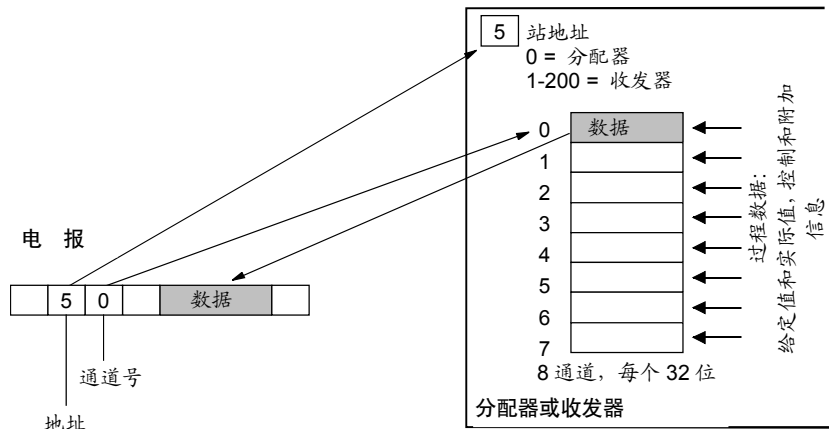 5 站地址
0 = 分配器
1-200 = 收发器
0 数据
1
2
3
4
5
6
7
8 通道，每个 32 位
分配器或收发器
过程数据：
给定值和实际值，控制和附加
信息
电 报
5 0 数据
通道号
地址